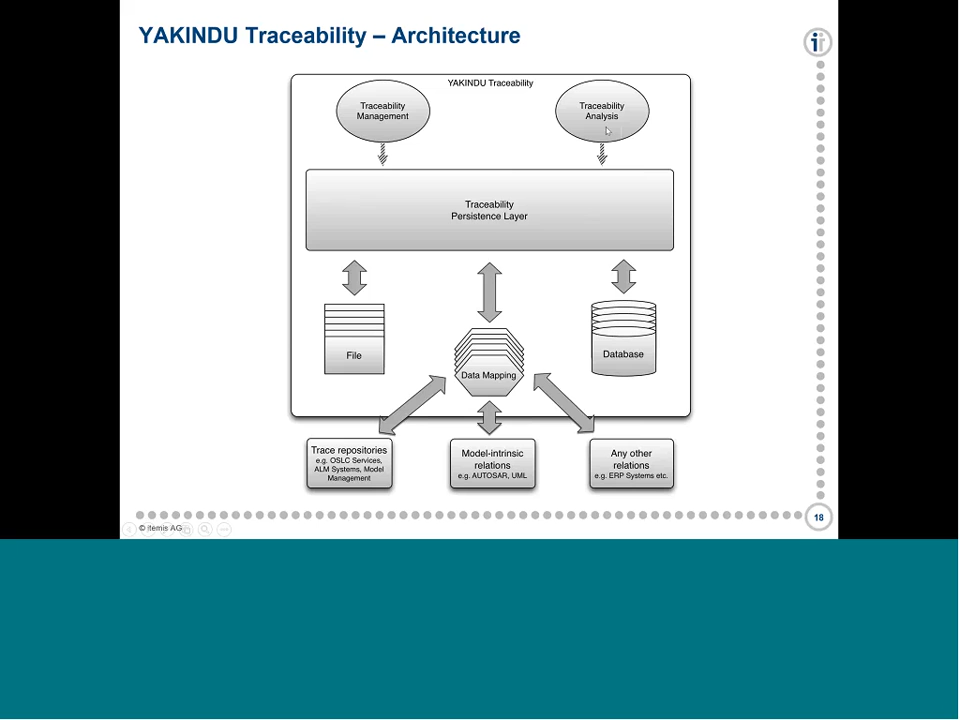 YAKINDU Traceability – Architecture
YAKINDU Traceability
Traceability
Management
Traceability
Analysis
Traceability
Persistence Layer
File
Data Mapping
Database
Trace repositories
e.g. OSLC Services,
ALM Systems, Model
Management
Model-intrinsic
relations
e.g. AUTOSAR, UML
Any other
relations
e.g. ERP Systems etc.
© itemis AG
18